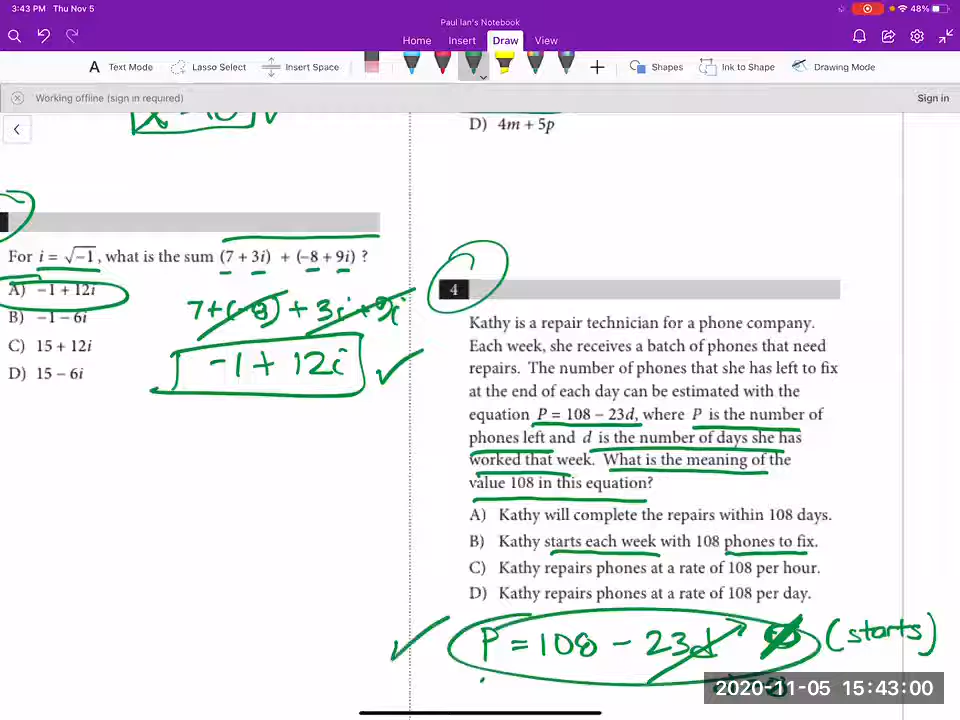 3:43 PM Thu Nov 5
48%
Paul Ian's Notebook
Home Insert Draw View
A Text Mode Lasso Select Insert Space Shapes Ink to Shape Drawing Mode
Working offline (sign in required) Sign in
For i = √-1, what is the sum (7 + 3i) + (-8 + 9i) ?
A) -1 + 12i
B) -1 - 6i
C) 15 + 12i
D) 15 - 6i
7+(-8) + 3i + 9i
-1 + 12i
D) 4m + 5p
4
Kathy is a repair technician for a phone company.
Each week, she receives a batch of phones that need
repairs. The number of phones that she has left to fix
at the end of each day can be estimated with the
equation P = 108 - 23d, where P is the number of
phones left and d is the number of days she has
worked that week. What is the meaning of the
value 108 in this equation?
A) Kathy will complete the repairs within 108 days.
B) Kathy starts each week with 108 phones to fix.
C) Kathy repairs phones at a rate of 108 per hour.
D) Kathy repairs phones at a rate of 108 per day.
P = 108 - 23d (starts)
2020-11-05 15:43:00